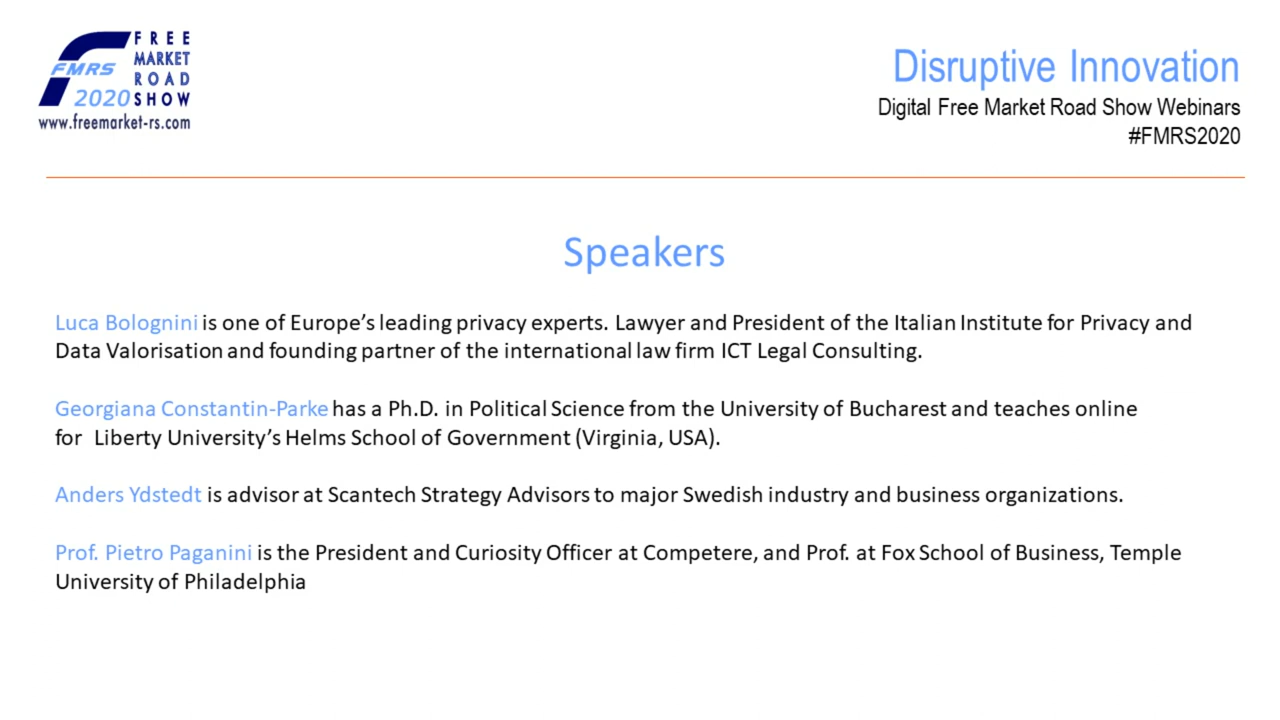 FREE
MARKET
ROAD
SHOW
FMRS
2020
www.freemarket-rs.com
Disruptive Innovation
Digital Free Market Road Show Webinars
#FMRS2020
Speakers
Luca Bolognini is one of Europe’s leading privacy experts. Lawyer and President of the Italian Institute for Privacy and
Data Valorisation and founding partner of the international law firm ICT Legal Consulting.
Georgiana Constantin-Parke has a Ph.D. in Political Science from the University of Bucharest and teaches online
for Liberty University’s Helms School of Government (Virginia, USA).
Anders Ydstedt is advisor at Scantech Strategy Advisors to major Swedish industry and business organizations.
Prof. Pietro Paganini is the President and Curiosity Officer at Competere, and Prof. at Fox School of Business, Temple
University of Philadelphia